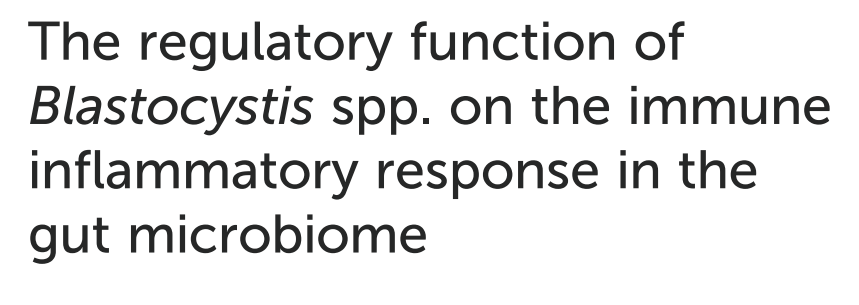 The regulatory function of
Blastocystis spp. on the immune
inflammatory response in the
gut microbiome